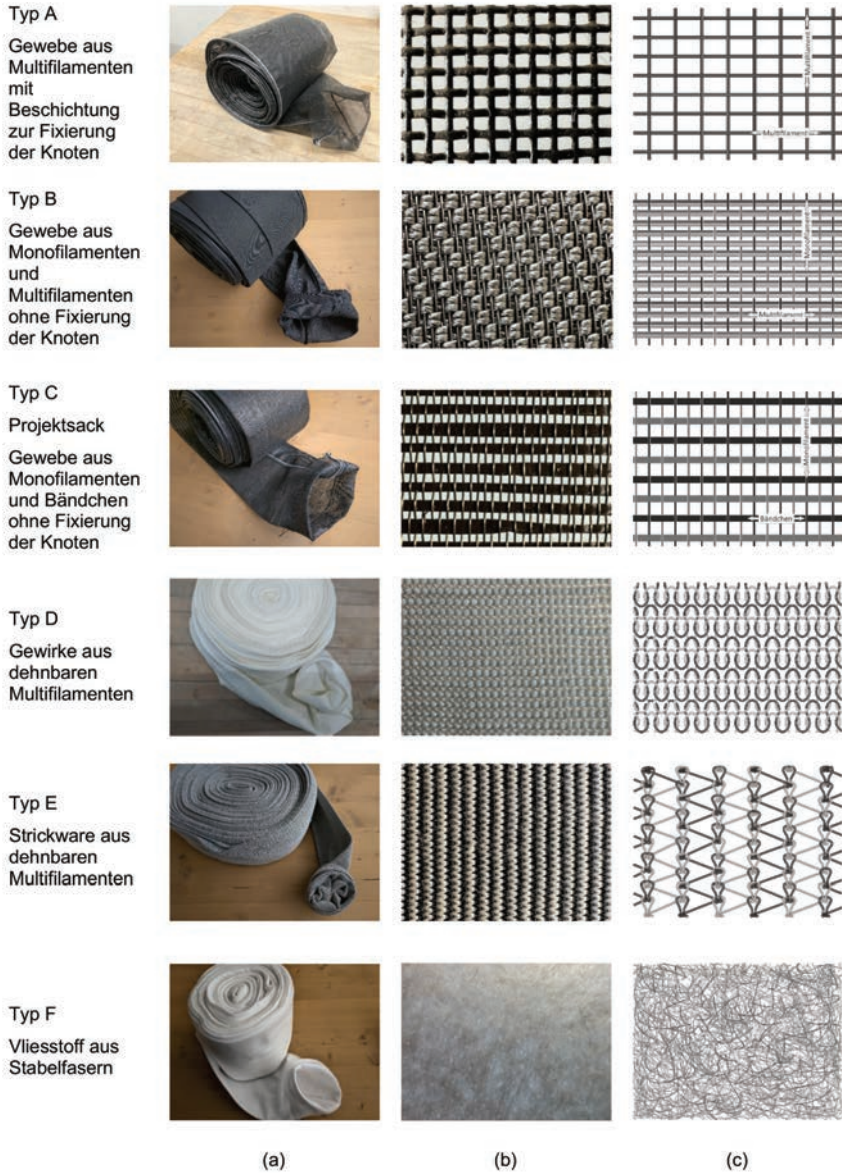 Typ A
Gewebe aus
Multifilamenten
mit
Beschichtung
zur Fixierung
der Knoten
Multifilament
Multifilament
Typ B
Gewebe aus
Monofilamenten
und
Multifilamenten
ohne Fixierung
der Knoten
Monofilament
Multifilament
Typ C
Projektsack
Gewebe aus
Monofilamenten
und Bändchen
ohne Fixierung
der Knoten
Monofilament
Bändchen
Typ D
Gewirke aus
dehnbaren
Multifilamenten
Typ E
Strickware aus
dehnbaren
Multifilamenten
Typ F
Vliesstoff aus
Stabelfasern
(a)
(b)
(c)